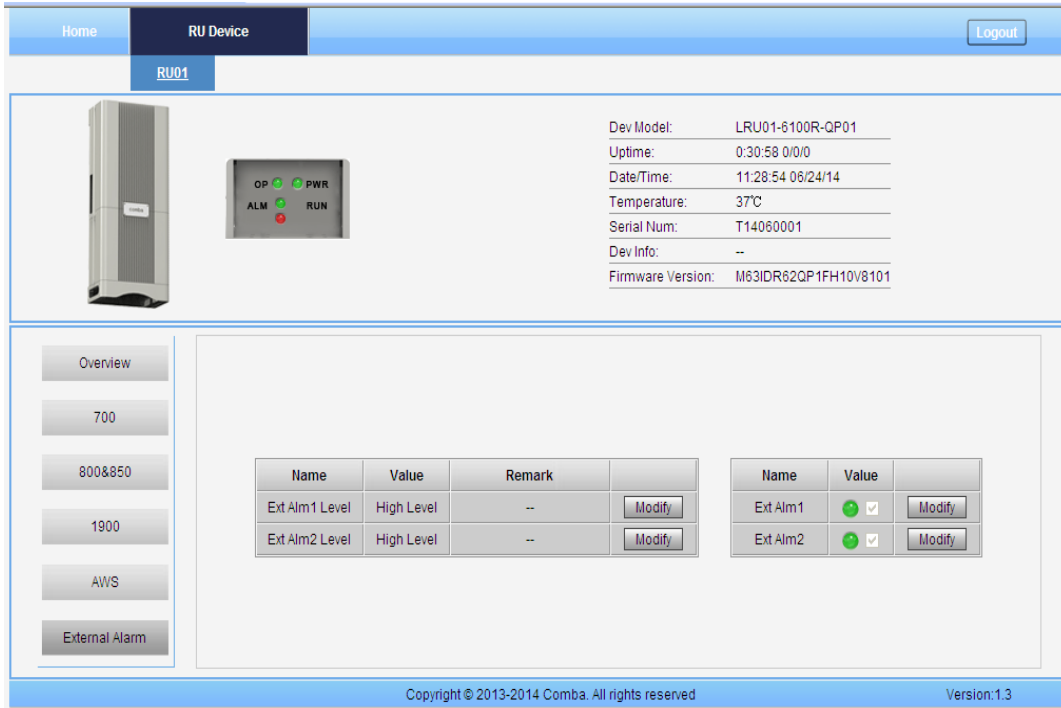 Home RU Device Logout
RU01
Dev Model: LRU01-6100R-QP01
Uptime: 0:30:58 0/0/0
Date/Time: 11:28:54 06/24/14
Temperature: 37℃
Serial Num: T14060001
Dev Info: --
Firmware Version: M63IDR62QP1FH10V8101
comba
OP PWR
ALM RUN
Overview
700
800&850
1900
AWS
External Alarm
Name Value Remark
Ext Alm1 Level High Level -- Modify
Ext Alm2 Level High Level -- Modify
Name Value
Ext Alm1 Modify
Ext Alm2 Modify
Copyright © 2013-2014 Comba. All rights reserved Version:1.3